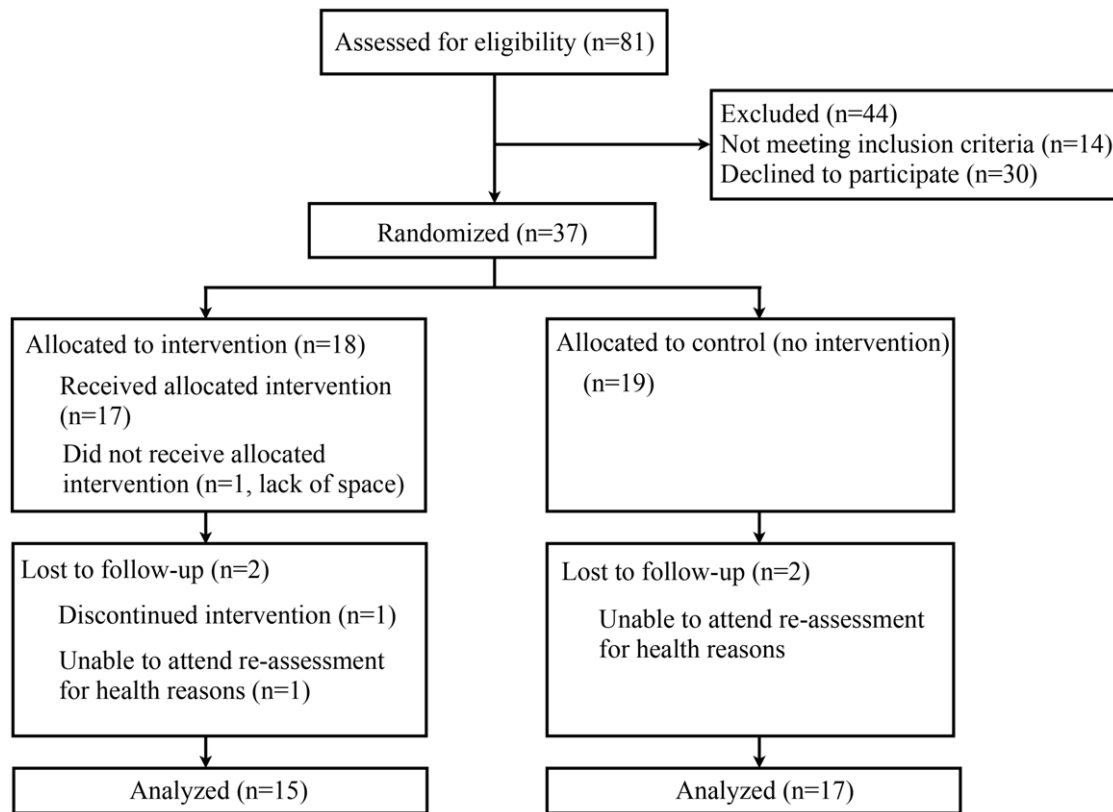 Assessed for eligibility (n=81)
Excluded (n=44)
Not meeting inclusion criteria (n=14)
Declined to participate (n=30)
Randomized (n=37)
Allocated to intervention (n=18)
Received allocated intervention
(n=17)
Did not receive allocated
intervention (n=1, lack of space)
Allocated to control (no intervention)
(n=19)
Lost to follow-up (n=2)
Discontinued intervention (n=1)
Unable to attend re-assessment
for health reasons (n=1)
Lost to follow-up (n=2)
Unable to attend re-assessment
for health reasons
Analyzed (n=15)
Analyzed (n=17)